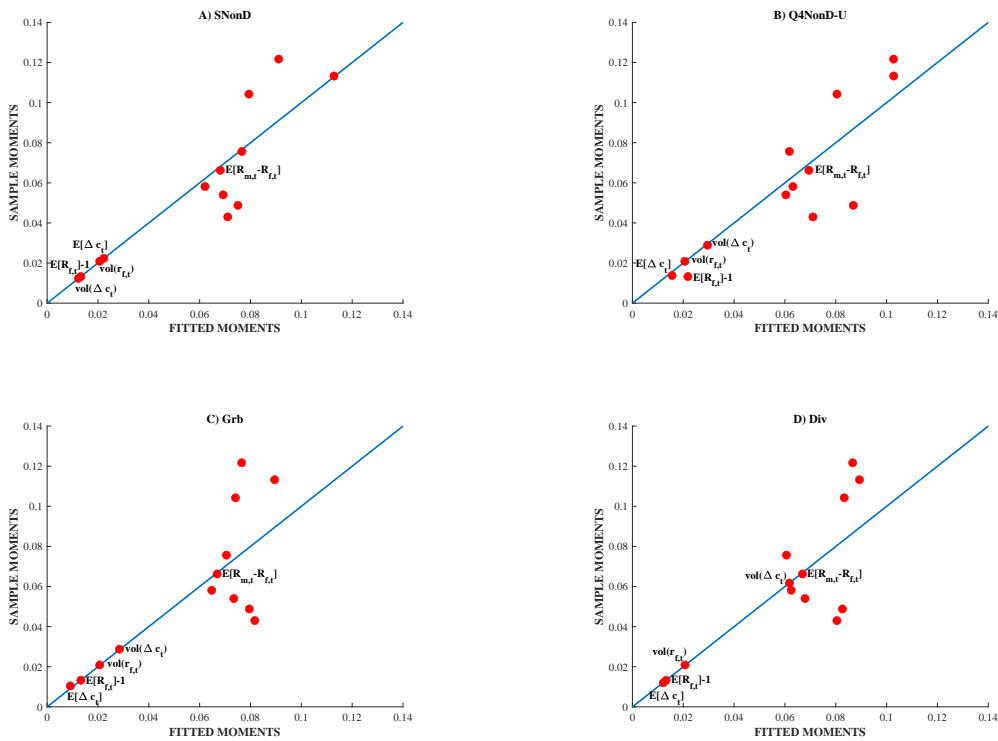 A) SNonD
0.14
0.12
0.1
0.08
0.06
0.04
0.02
0
SAMPLE MOMENTS
E[R_{m,t}-R_{f,t}]
E[Δ c_t]
E[R_{f,t}]-1
vol(r_{f,t})
vol(Δ c_t)
0 0.02 0.04 0.06 0.08 0.1 0.12 0.14
FITTED MOMENTS
B) Q4NonD-U
0.14
0.12
0.1
0.08
0.06
0.04
0.02
0
SAMPLE MOMENTS
E[R_{m,t}-R_{f,t}]
vol(Δ c_t)
E[Δ c_t]
vol(r_{f,t})
E[R_{f,t}]-1
0 0.02 0.04 0.06 0.08 0.1 0.12 0.14
FITTED MOMENTS
C) Grb
0.14
0.12
0.1
0.08
0.06
0.04
0.02
0
SAMPLE MOMENTS
E[R_{m,t}-R_{f,t}]
vol(Δ c_t)
vol(r_{f,t})
E[R_{f,t}]-1
E[Δ c_t]
0 0.02 0.04 0.06 0.08 0.1 0.12 0.14
FITTED MOMENTS
D) Div
0.14
0.12
0.1
0.08
0.06
0.04
0.02
0
SAMPLE MOMENTS
vol(Δ c_t)
E[R_{m,t}-R_{f,t}]
vol(r_{f,t})
E[R_{f,t}]-1
E[Δ c_t]
0 0.02 0.04 0.06 0.08 0.1 0.12 0.14
FITTED MOMENTS